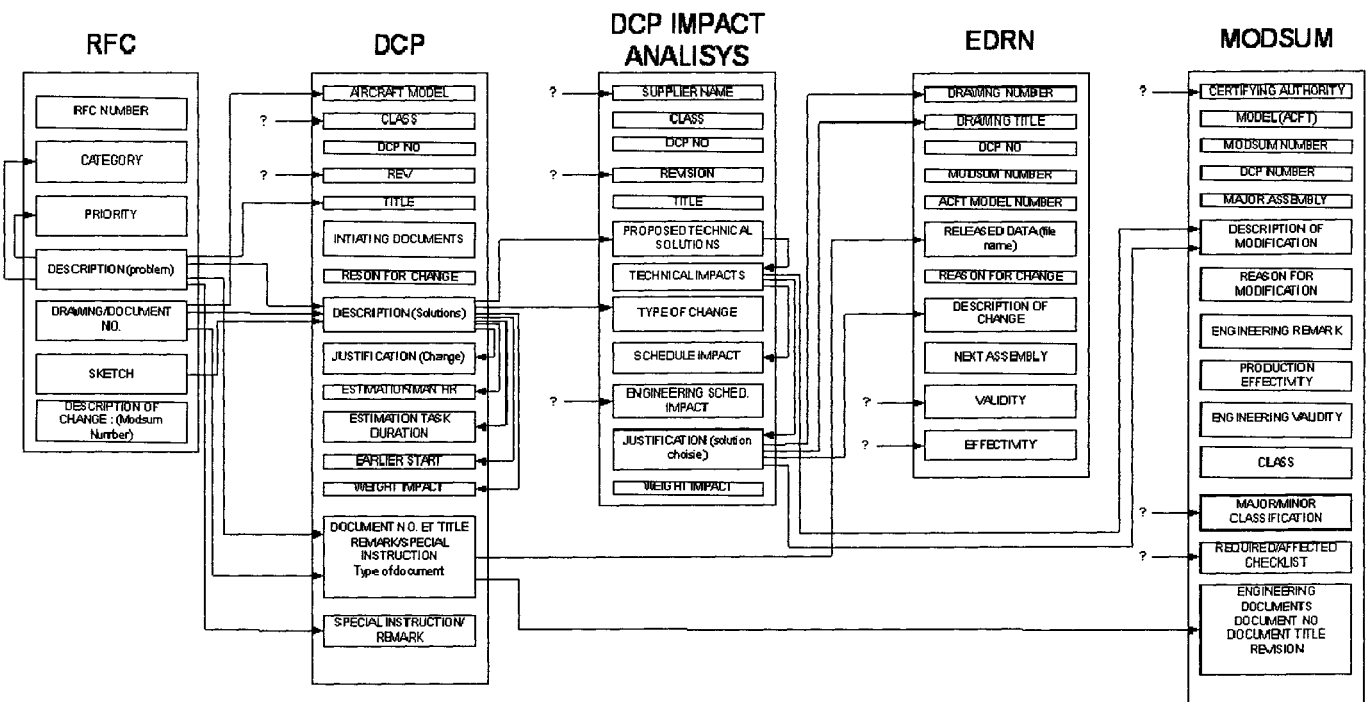 RFC
RFC NUMBER
CATEGORY
PRIORITY
DESCRIPTION (problem)
DRAWING/DOCUMENT
NO.
SKETCH
DESCRIPTION OF
CHANGE : (Modsum
Number)
DCP
AIRCRAFT MODEL
? CLASS
DCP NO
? REV
TITLE
INTIATING DOCUMENTS
RESON FOR CHANGE
DESCRIPTION (Solutions)
JUSTIFICATION (Change)
ESTIMATION MAN HR
ESTIMATION TASK
DURATION
EARLIER START
WEIGHT IMPACT
DOCUMENT NO. ET TITLE
REMARK/SPECIAL
INSTRUCTION
Type of document
SPECIAL INSTRUCTION/
REMARK
DCP IMPACT
ANALISYS
? SUPPLIER NAME
CLASS
DCP NO
? REVISION
TITLE
PROPOSED TECHNICAL
SOLUTIONS
TECHNICAL IMPACTS
TYPE OF CHANGE
SCHEDULE IMPACT
? ENGINEERING SCHED.
IMPACT
JUSTIFICATION (solution
choisie)
WEIGHT IMPACT
EDRN
DRAWING NUMBER
DRAWING TITLE
DCP NO
MODSUM NUMBER
ACFT MODEL NUMBER
RELEASED DATA (file
name)
REASON FOR CHANGE
DESCRIPTION OF
CHANGE
NEXT ASSEMBLY
? VALIDITY
? EFFECTIVITY
MODSUM
? CERTIFYING AUTHORITY
MODEL (ACFT)
MODSUM NUMBER
DCP NUMBER
MAJOR ASSEMBLY
DESCRIPTION OF
MODIFICATION
REASON FOR
MODIFICATION
ENGINEERING REMARK
PRODUCTION
EFFECTIVITY
ENGINEERING VALIDITY
CLASS
? MAJOR/MINOR
CLASSIFICATION
? REQUIRED/AFFECTED
CHECKLIST
ENGINEERING
DOCUMENTS
DOCUMENT NO
DOCUMENT TITLE
REVISION